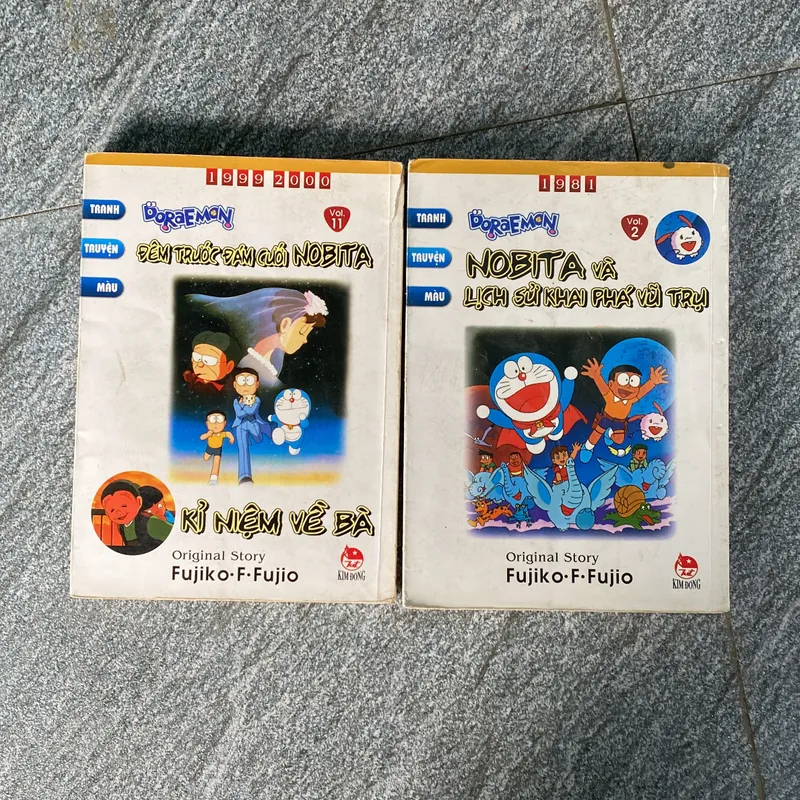 1999 2000
TRANH
TRUYỆN
MÀU
DORAEMON
Vol.
11
ĐÊM TRƯỚC ĐÁM CƯỚI NOBITA
KỈ NIỆM VỀ BÀ
Original Story
Fujiko·F·Fujio
KIM ĐỒNG
1981
TRANH
TRUYỆN
MÀU
DORAEMON
Vol.
2
NOBITA VÀ
LỊCH SỬ KHAI PHÁ VŨ TRỤ
Original Story
Fujiko·F·Fujio
KIM ĐỒNG